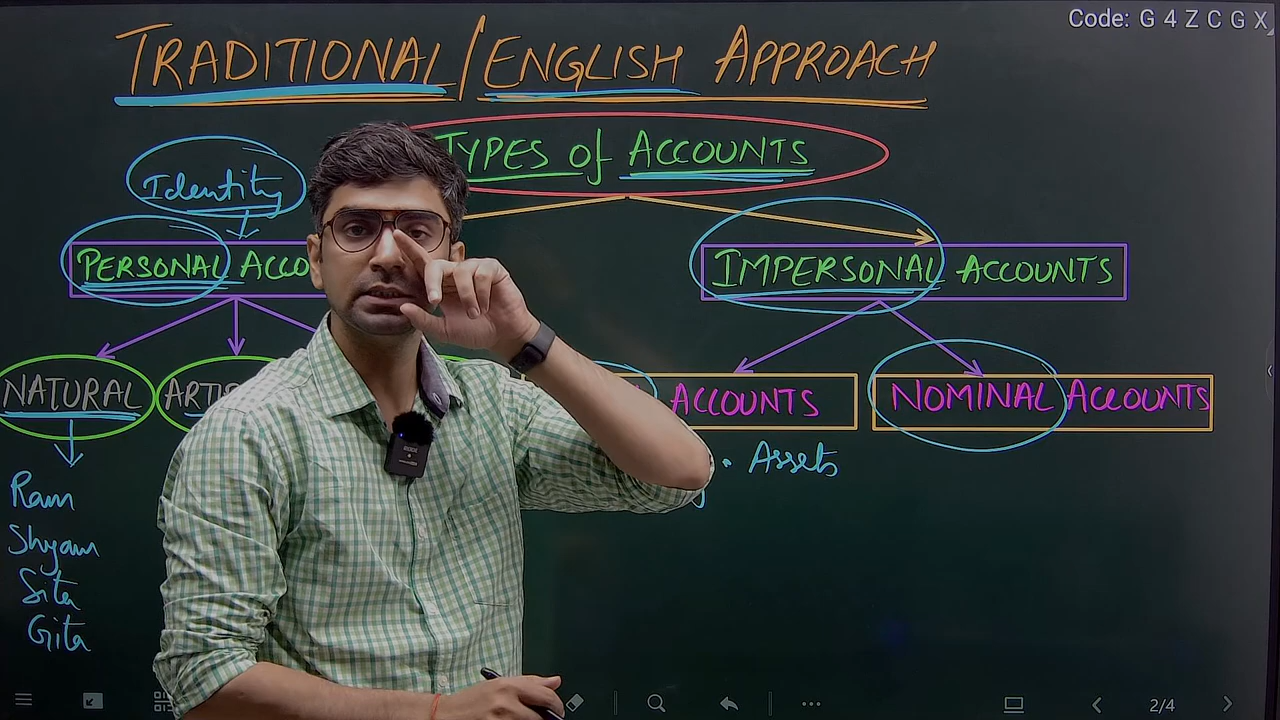 Code: G 4 Z C G X
TRADITIONAL/ENGLISH APPROACH
TYPES of ACCOUNTS
Identity
PERSONAL
IMPERSONAL ACCOUNTS
NATURAL
ACCOUNTS
NOMINAL ACCOUNTS
• Assets
Ram
Shyam
Sita
Gita
2/4